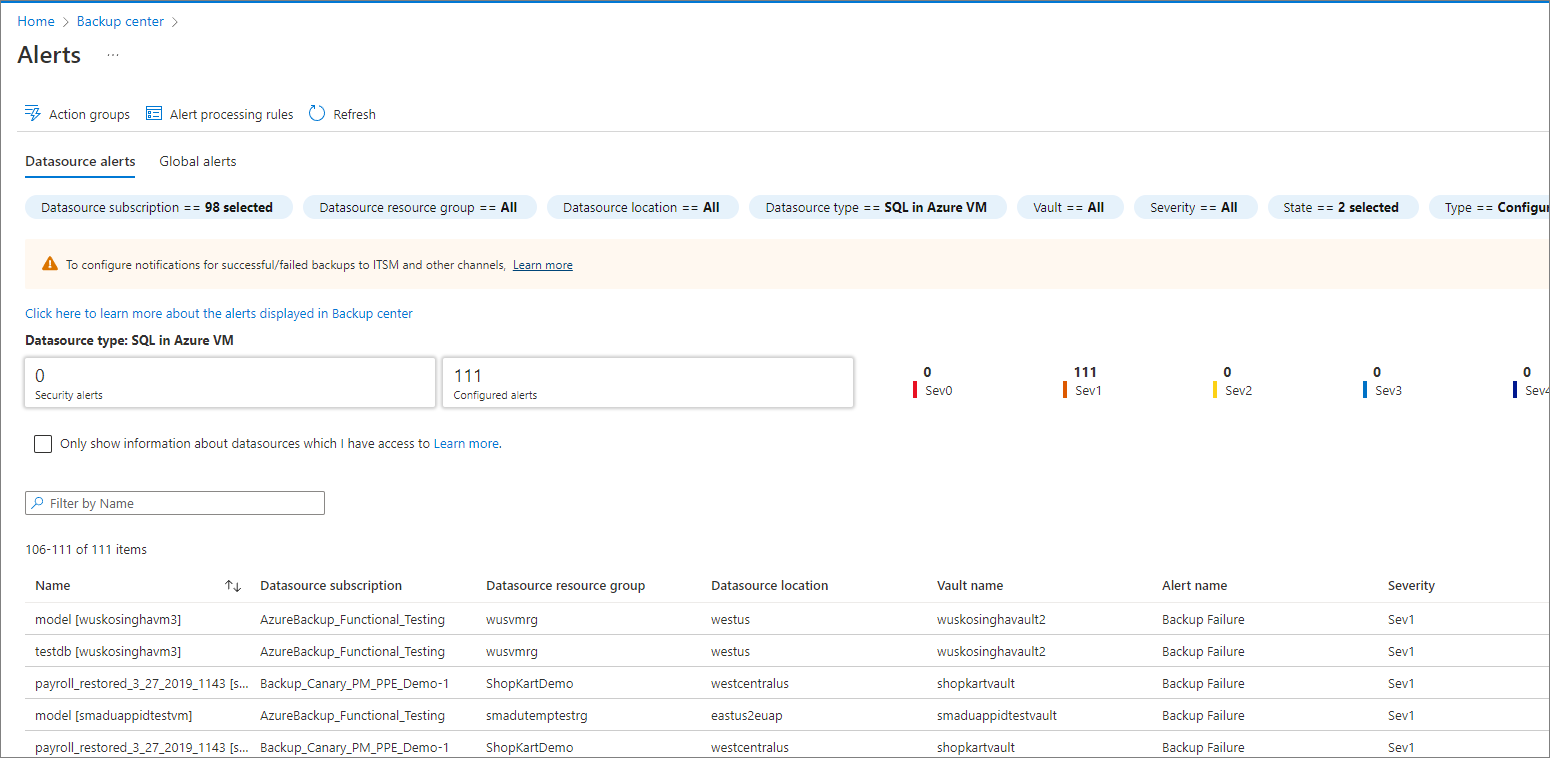 Home > Backup center >
Alerts ...
Action groups Alert processing rules Refresh
Datasource alerts Global alerts
Datasource subscription == 98 selected Datasource resource group == All Datasource location == All Datasource type == SQL in Azure VM Vault == All Severity == All State == 2 selected Type == Configur
To configure notifications for successful/failed backups to ITSM and other channels, Learn more
Click here to learn more about the alerts displayed in Backup center
Datasource type: SQL in Azure VM
0 111 0 111 0 0 0
Security alerts Configured alerts Sev0 Sev1 Sev2 Sev3 Sev4
Only show information about datasources which I have access to Learn more.
Filter by Name
106-111 of 111 items
Name Datasource subscription Datasource resource group Datasource location Vault name Alert name Severity
model [wuskosinghavm3] AzureBackup_Functional_Testing wusvmrg westus wuskosinghavault2 Backup Failure Sev1
testdb [wuskosinghavm3] AzureBackup_Functional_Testing wusvmrg westus wuskosinghavault2 Backup Failure Sev1
payroll_restored_3_27_2019_1143 [s... Backup_Canary_PM_PPE_Demo-1 ShopKartDemo westcentralus shopkartvault Backup Failure Sev1
model [smaduappidtestvm] AzureBackup_Functional_Testing smadutemptestrg eastus2euap smaduappidtestvault Backup Failure Sev1
payroll_restored_3_27_2019_1143 [s... Backup_Canary_PM_PPE_Demo-1 ShopKartDemo westcentralus shopkartvault Backup Failure Sev1